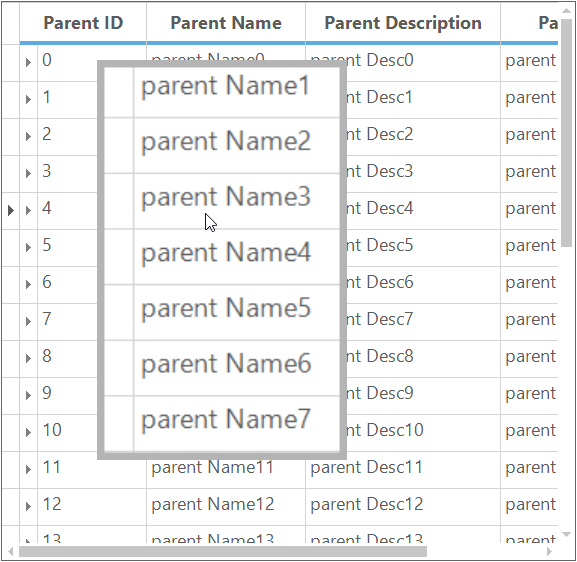 Parent ID Parent Name Parent Description Pa
0 parent Name0 parent Desc0 parent
parent Name1
1 nt Desc1 parent
2 parent Name2 nt Desc2 parent
3 parent Name3 nt Desc3 parent
4 nt Desc4 parent
5 parent Name4 nt Desc5 parent
6 parent Name5 nt Desc6 parent
7 nt Desc7 parent
8 parent Name6 nt Desc8 parent
9 nt Desc9 parent
10 parent Name7 nt Desc10 parent
11 parent Name11 parent Desc11 parent
12 parent Name12 parent Desc12 parent
13 parent Name13 parent Desc13 parent